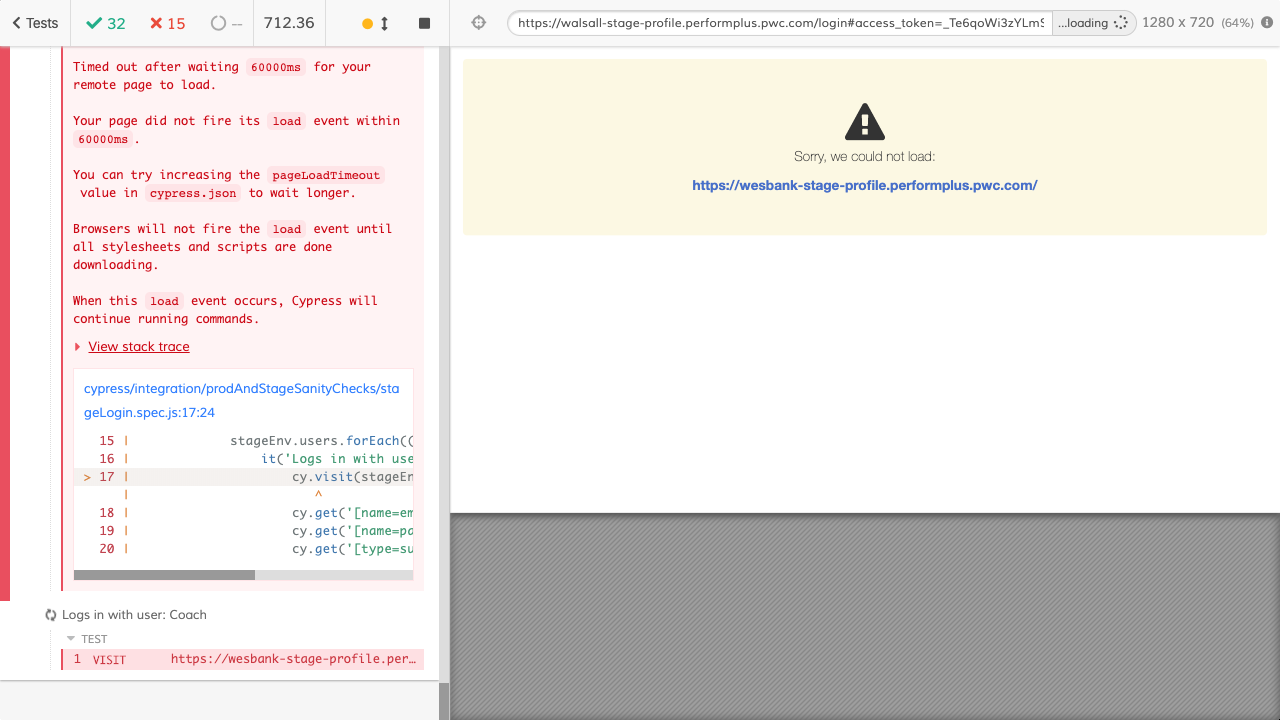 Tests 32 15 -- 712.36
https://walsall-stage-profile.performplus.pwc.com/login#access_token=_Te6qoWi3zYLmS ...loading 1280 x 720 (64%)
Timed out after waiting 60000ms for your
remote page to load.
Your page did not fire its load event within
60000ms.
You can try increasing the pageLoadTimeout
value in cypress.json to wait longer.
Browsers will not fire the load event until
all stylesheets and scripts are done
downloading.
When this load event occurs, Cypress will
continue running commands.
View stack trace
cypress/integration/prodAndStageSanityChecks/sta
geLogin.spec.js:17:24
15 | stageEnv.users.forEach((
16 | it('Logs in with use
> 17 | cy.visit(stageEn
| ^
18 | cy.get('[name=em
19 | cy.get('[name=pa
20 | cy.get('[type=su
Logs in with user: Coach
TEST
1 VISIT https://wesbank-stage-profile.per…
Sorry, we could not load:
https://wesbank-stage-profile.performplus.pwc.com/